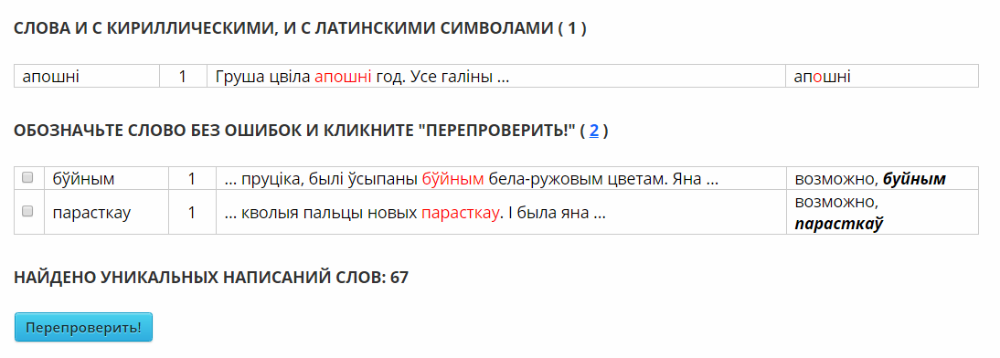 СЛОВА И С КИРИЛЛИЧЕСКИМИ, И С ЛАТИНСКИМИ СИМВОЛАМИ ( 1 )
апошні 1 Груша цвіла апошні год. Усе галіны ... апошні
ОБОЗНАЧЬТЕ СЛОВО БЕЗ ОШИБОК И КЛИКНИТЕ "ПЕРЕПРОВЕРИТЬ!" ( 2 )
бўйным 1 ... пруціка, былі ўсыпаны бўйным бела-ружовым цветам. Яна ... возможно, буйным
парасткау 1 ... кволыя пальцы новых парасткау. І была яна ... возможно,
парасткаў
НАЙДЕНО УНИКАЛЬНЫХ НАПИСАНИЙ СЛОВ: 67
Перепроверить!